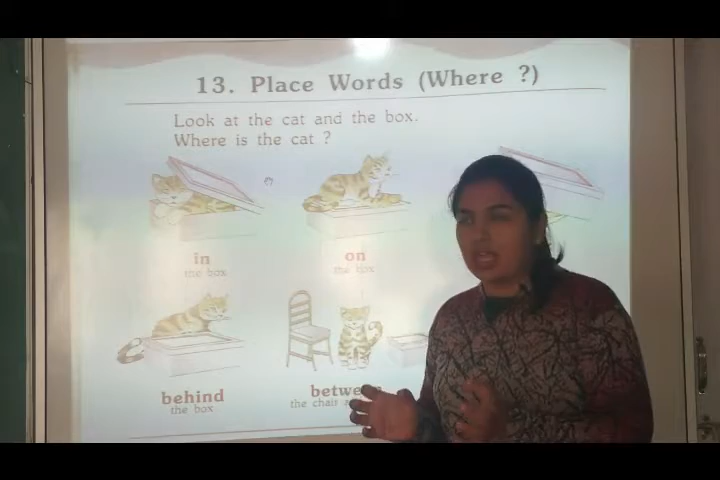 13. Place Words (Where ?)
Look at the cat and the box.
Where is the cat ?
in
the box
on
the box
behind
the box
between
the chair